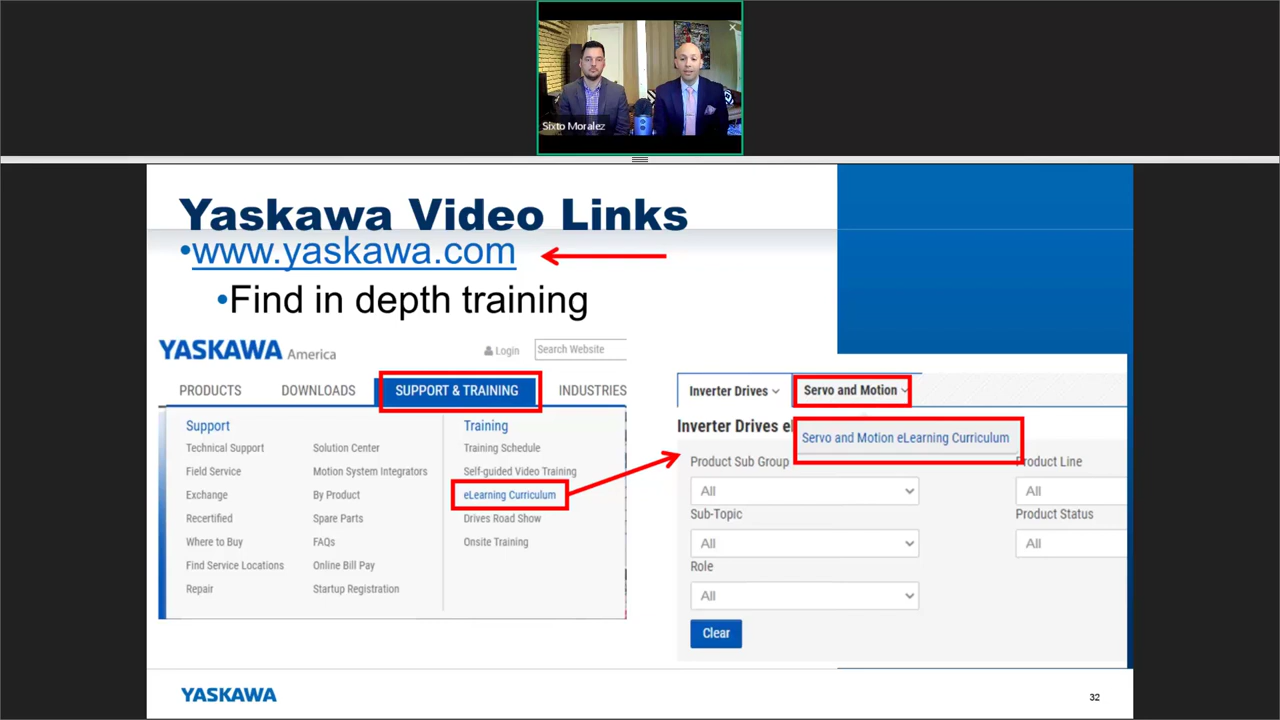 Sixto Moralez
Yaskawa Video Links
•www.yaskawa.com
•Find in depth training
YASKAWA America
Login
Search Website
PRODUCTS
DOWNLOADS
SUPPORT & TRAINING
INDUSTRIES
Support
Technical Support
Field Service
Exchange
Recertified
Where to Buy
Find Service Locations
Repair
Solution Center
Motion System Integrators
By Product
Spare Parts
FAQs
Online Bill Pay
Startup Registration
Training
Training Schedule
Self-guided Video Training
eLearning Curriculum
Drives Road Show
Onsite Training
Inverter Drives
Servo and Motion
Inverter Drives
Servo and Motion eLearning Curriculum
Product Sub Group
All
Sub-Topic
All
Role
All
Clear
Product Line
All
Product Status
All
YASKAWA
32